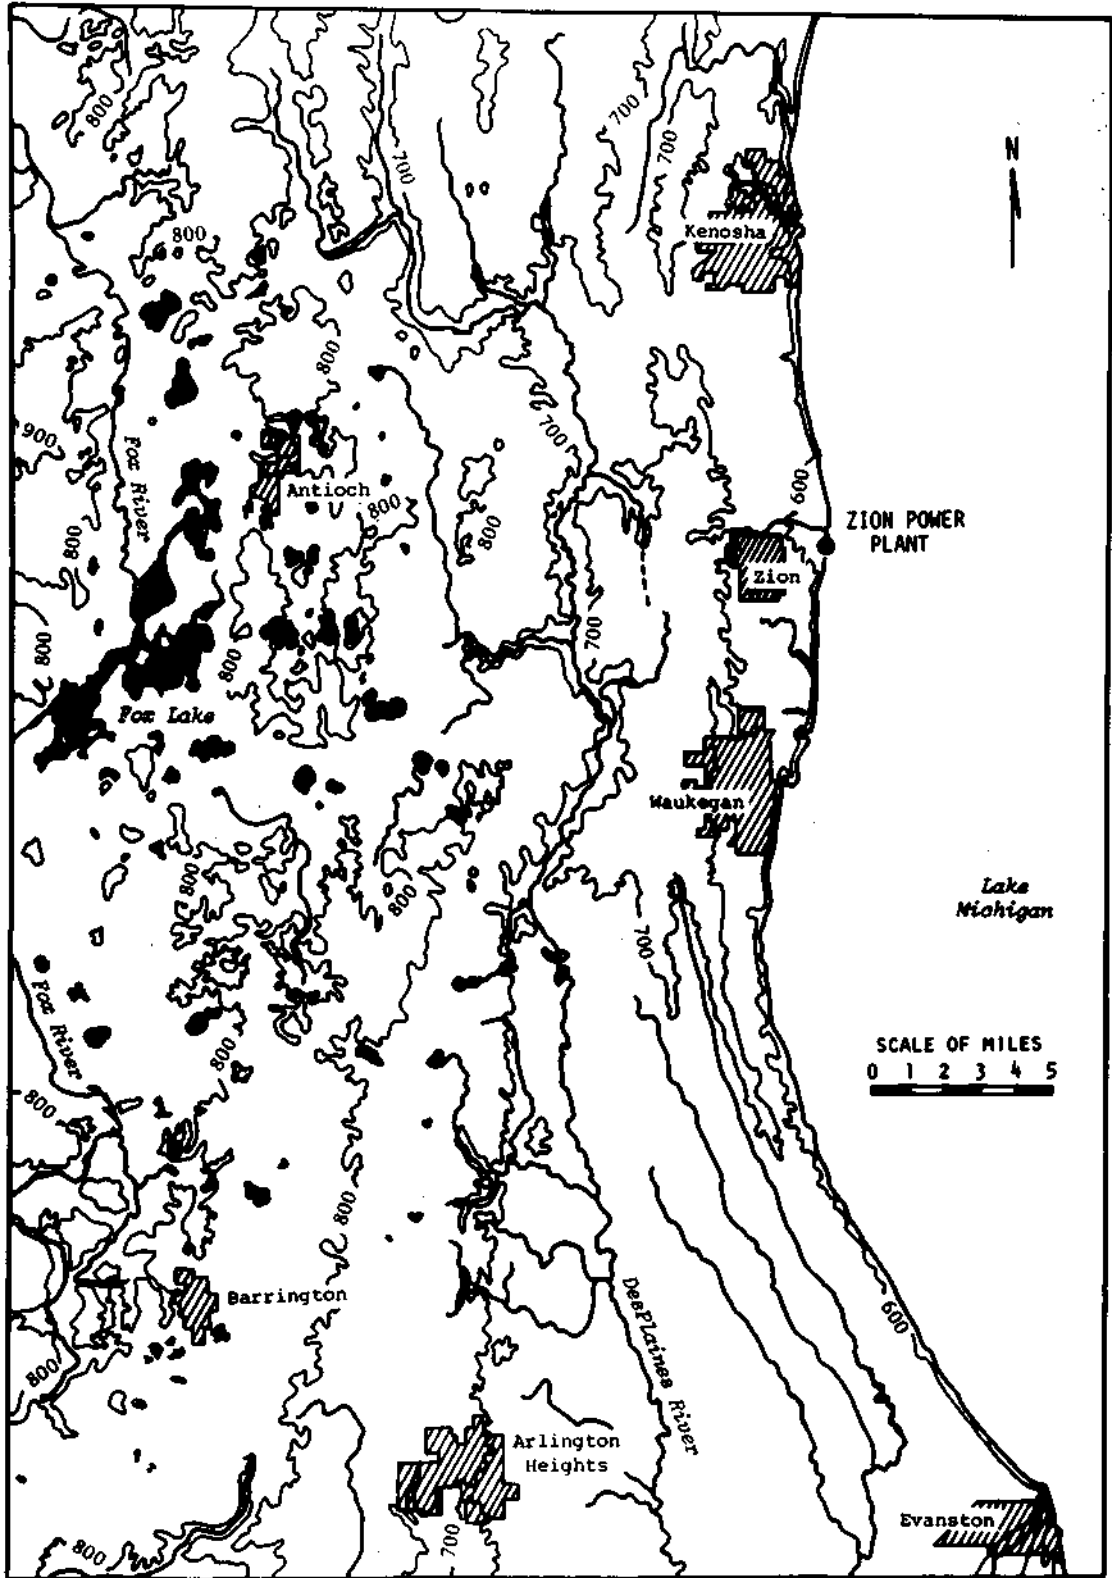 800
700
700
700
N
Kenosha
800
800
900
700
Fox River
Antioch
800
600
ZION POWER
PLANT
800
800
Zion
700
800
800
Fox Lake
Waukegan
800
800
Lake
Michigan
700
Fox River
SCALE OF MILES
0 1 2 3 4 5
800
800
800
Barrington
DesPlaines River
600
800
Arlington
Heights
700
Evanston
800